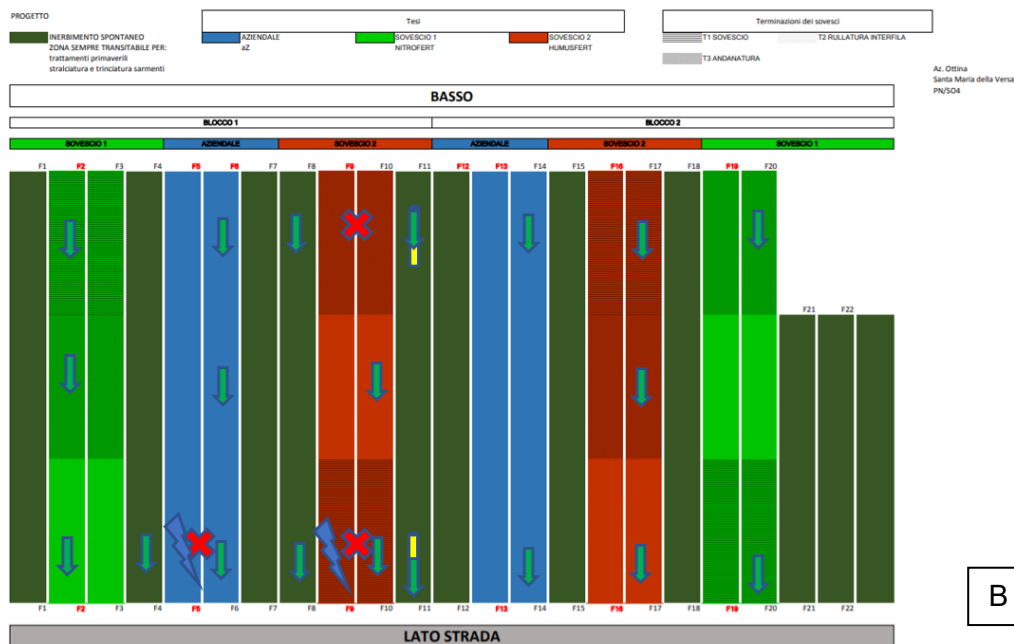 PROGETTO
Tesi
Terminazioni dei sovesci
INERBIMENTO SPONTANEO
ZONA SEMPRE TRANSITABILE PER:
trattamenti primaverili
stralciatura e trinciatura sarmenti
AZIENDALE
aZ
SOVESCIO 1
NITROFERT
SOVESCIO 2
HUMUSFERT
T1 SOVESCIO
T2 RULLATURA INTERFILA
T3 ANDANATURA
Az. Ottina
Santa Maria della Versa
PN/SO4
BASSO
BLOCCO 1 BLOCCO 2
SOVESCIO 1 AZIENDALE SOVESCIO 2 AZIENDALE SOVESCIO 2 SOVESCIO 1
F1 F2 F3 F4 F5 F6 F7 F8 F9 F10 F11 F12 F13 F14 F15 F16 F17 F18 F19 F20
F21 F22
F1 F2 F3 F4 F5 F6 F7 F8 F9 F10 F11 F12 F13 F14 F15 F16 F17 F18 F19 F20 F21 F22
B
LATO STRADA